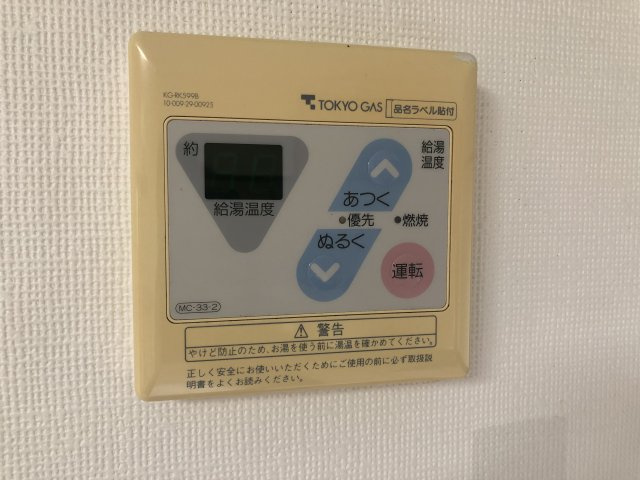 KG-RK599B
10-009-29-00925
TOKYO GAS
品名ラベル貼付
約
給湯温度
給湯
温度
あつく
優先
燃焼
ぬるく
運転
MC-33-2
警告
やけど防止のため、お湯を使う前に湯温を確かめてください。
正しく安全にお使いいただくためにご使用の前に必ず取扱説
明書をよくお読みください。